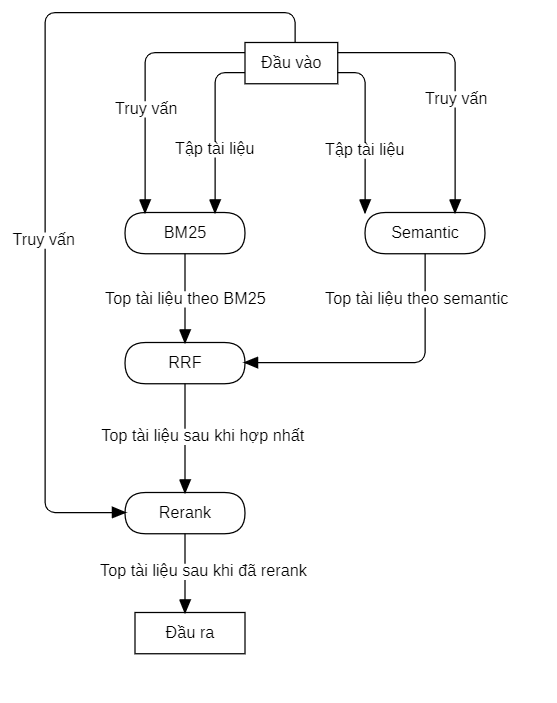 Đầu vào
Truy vấn
Truy vấn
Tập tài liệu
Tập tài liệu
Truy vấn
BM25
Semantic
Top tài liệu theo BM25
Top tài liệu theo semantic
RRF
Top tài liệu sau khi hợp nhất
Rerank
Top tài liệu sau khi đã rerank
Đầu ra